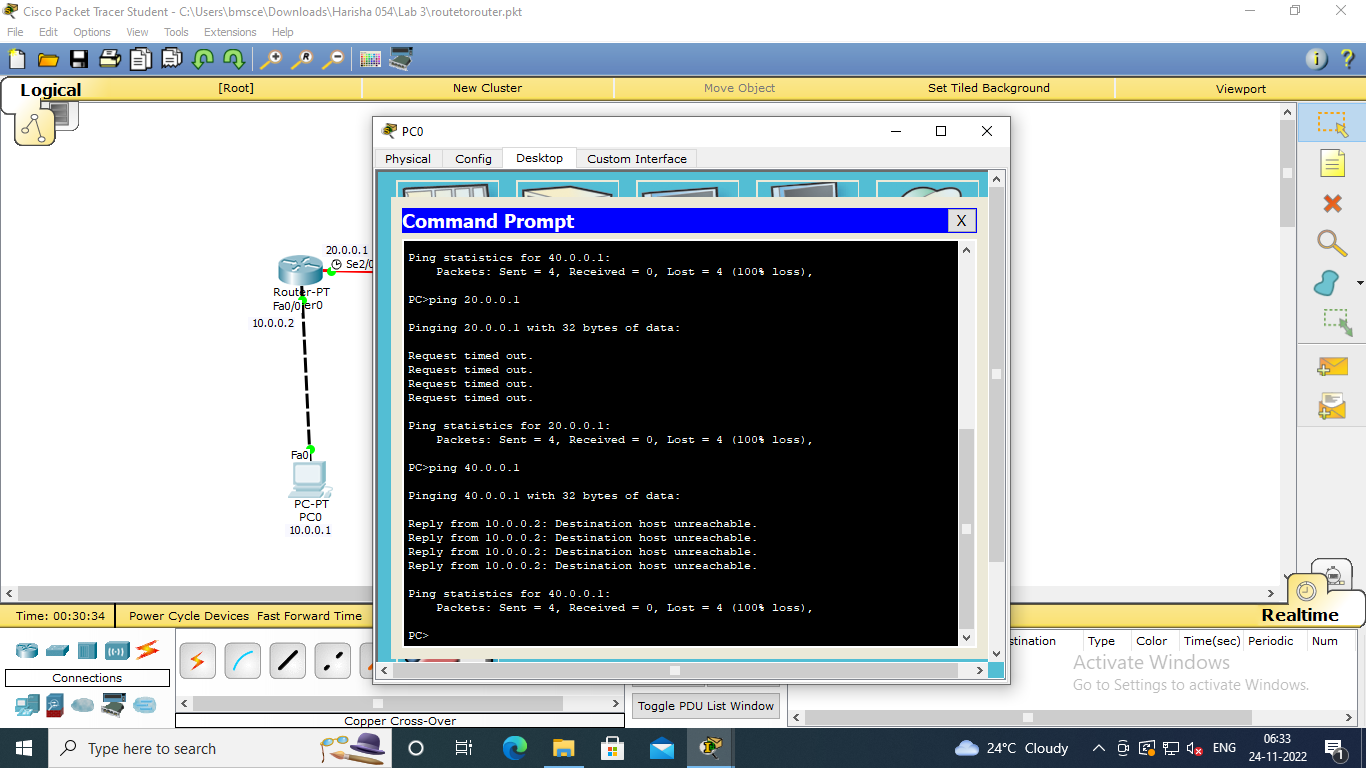 Cisco Packet Tracer Student - C:\Users\bmsce\Downloads\Harisha 054\Lab 3\routetorouter.pkt
File Edit Options View Tools Extensions Help
Logical [Root] New Cluster Move Object Set Tiled Background Viewport
PC0
Physical Config Desktop Custom Interface
Command Prompt X
Ping statistics for 40.0.0.1:
Packets: Sent = 4, Received = 0, Lost = 4 (100% loss),
PC>ping 20.0.0.1
Pinging 20.0.0.1 with 32 bytes of data:
Request timed out.
Request timed out.
Request timed out.
Request timed out.
Ping statistics for 20.0.0.1:
Packets: Sent = 4, Received = 0, Lost = 4 (100% loss),
PC>ping 40.0.0.1
Pinging 40.0.0.1 with 32 bytes of data:
Reply from 10.0.0.2: Destination host unreachable.
Reply from 10.0.0.2: Destination host unreachable.
Reply from 10.0.0.2: Destination host unreachable.
Reply from 10.0.0.2: Destination host unreachable.
Ping statistics for 40.0.0.1:
Packets: Sent = 4, Received = 0, Lost = 4 (100% loss),
PC>
20.0.0.1
Se2/0
Router-PT
Fa0/0 er0
10.0.0.2
Fa0
PC-PT
PC0
10.0.0.1
Time: 00:30:34 Power Cycle Devices Fast Forward Time Realtime
Connections
Copper Cross-Over
Toggle PDU List Window
stination Type Color Time(sec) Periodic Num
Activate Windows
Go to Settings to activate Windows.
Type here to search
24°C Cloudy
ENG
06:33
24-11-2022
1